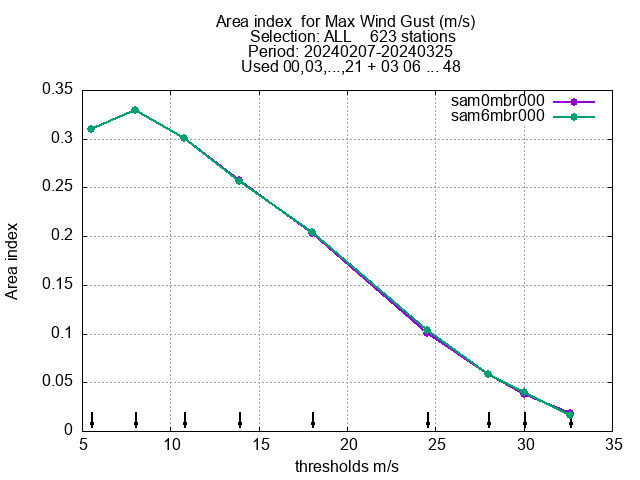 Area index  for Max Wind Gust (m/s)
Selection: ALL    623 stations
Period: 20240207-20240325
Used 00,03,...,21 + 03 06 ... 48
sam0mbr000
sam6mbr000
0.35
0.3
0.25
0.2
0.15
0.1
0.05
0
Area index
5 10 15 20 25 30 35
thresholds m/s